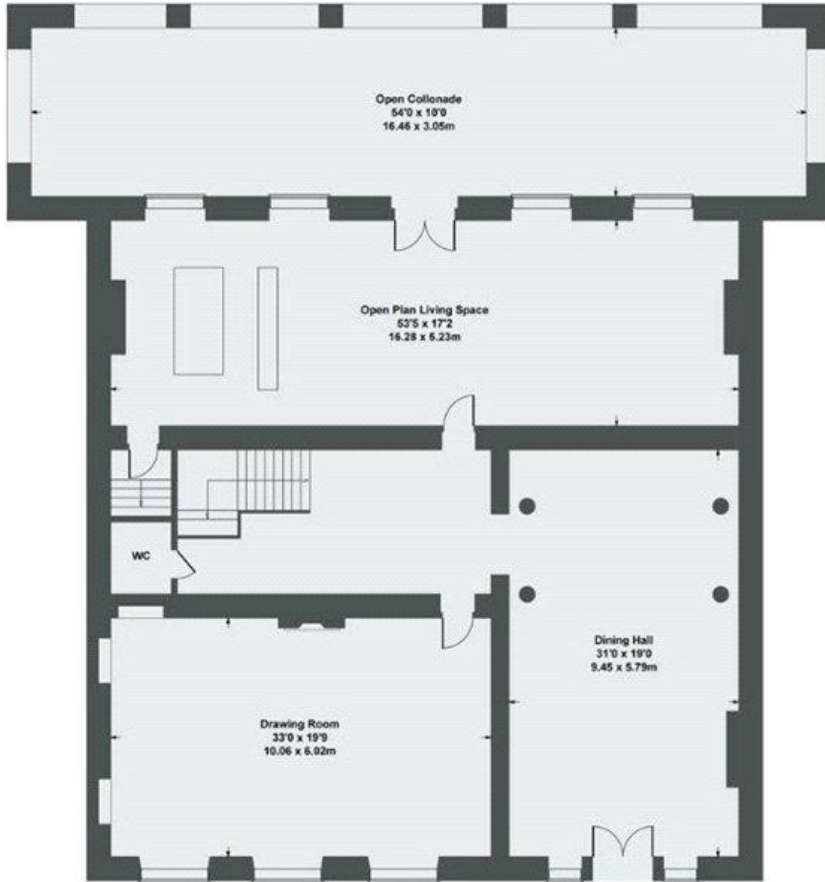 Open Collonade
54'0 x 10'0
16.46 x 3.05m
Open Plan Living Space
53'5 x 17'2
16.28 x 5.23m
WC
Dining Hall
31'0 x 19'0
9.45 x 5.79m
Drawing Room
33'0 x 19'9
10.06 x 6.02m